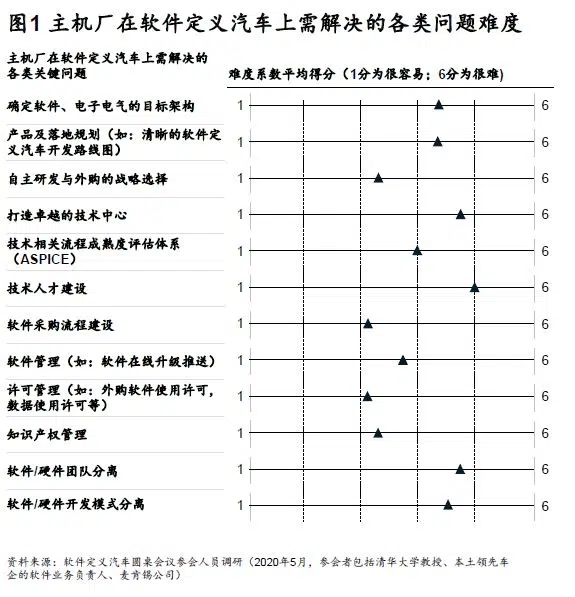 图1 主机厂在软件定义汽车上需解决的各类问题难度
主机厂在软件定义汽车上需解决的
各类关键问题
难度系数平均得分（1分为很容易；6分为很难）
确定软件、电子电气的目标架构
1 6
产品及落地规划（如：清晰的软件定
义汽车开发路线图）
1 6
自主研发与外购的战略选择
1 6
打造卓越的技术中心
1 6
技术相关流程成熟度评估体系
（ASPICE）
1 6
技术人才建设
1 6
软件采购流程建设
1 6
软件管理（如：软件在线升级推送）
1 6
许可管理（如：外购软件使用许可，
数据使用许可等）
1 6
知识产权管理
1 6
软件/硬件团队分离
1 6
软件/硬件开发模式分离
1 6
资料来源：软件定义汽车圆桌会议参会人员调研（2020年5月，参会者包括清华大学教授、本土领先车
企的软件业务负责人、麦肯锡公司）